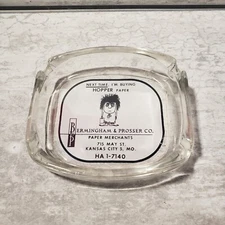 NEXT TIME: I'M BUYING
HOPPER PAPER
BERMINGHAM & PROSSER CO.
PAPER MERCHANTS
715 MAY ST.
KANSAS CITY 5, MO.
HA 1-7140